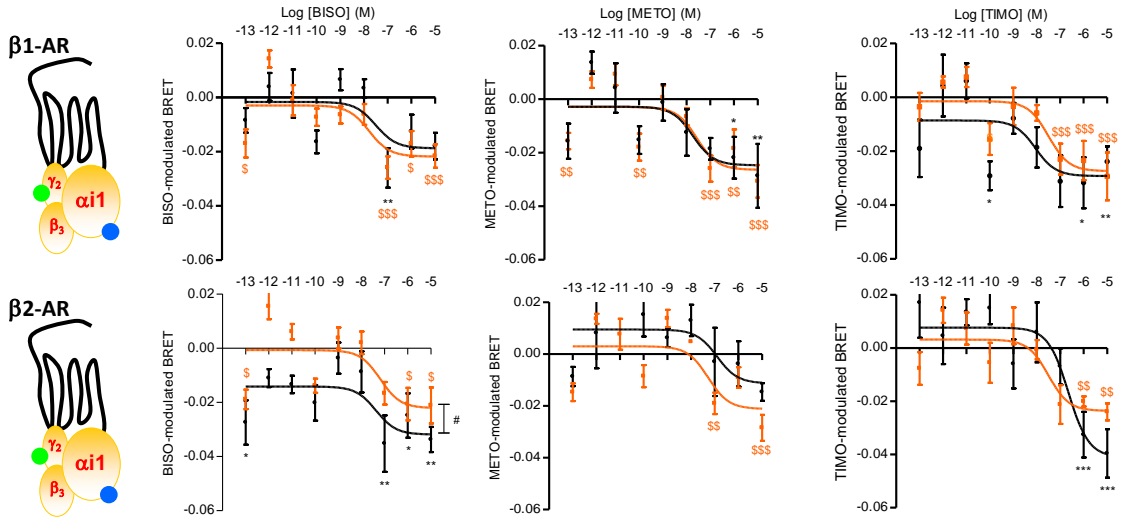 β1-AR
γ2
αi1
β3
Log [BISO] (M)
-13 -12 -11 -10 -9 -8 -7 -6 -5
BISO-modulated BRET
0.02
0.00
-0.02
-0.04
-0.06
$
**
$$$
$
$$$
Log [METO] (M)
-13 -12 -11 -10 -9 -8 -7 -6 -5
METO-modulated BRET
0.02
0.00
-0.02
-0.04
-0.06
$$
$$
$$$
*
$$
**
$$$
Log [TIMO] (M)
-13 -12 -11 -10 -9 -8 -7 -6 -5
TIMO-modulated BRET
0.02
0.00
-0.02
-0.04
-0.06
*
$$$
$$$
*
$$$
**
β2-AR
γ2
αi1
β3
-13 -12 -11 -10 -9 -8 -7 -6 -5
BISO-modulated BRET
0.02
0.00
-0.02
-0.04
-0.06
$
*
**
$
*
$
**
#
-13 -12 -11 -10 -9 -8 -7 -6 -5
METO-modulated BRET
0.02
0.00
-0.02
-0.04
-0.06
$$
$$$
-13 -12 -11 -10 -9 -8 -7 -6 -5
TIMO-modulated BRET
0.02
0.00
-0.02
-0.04
-0.06
$$
***
$$
***